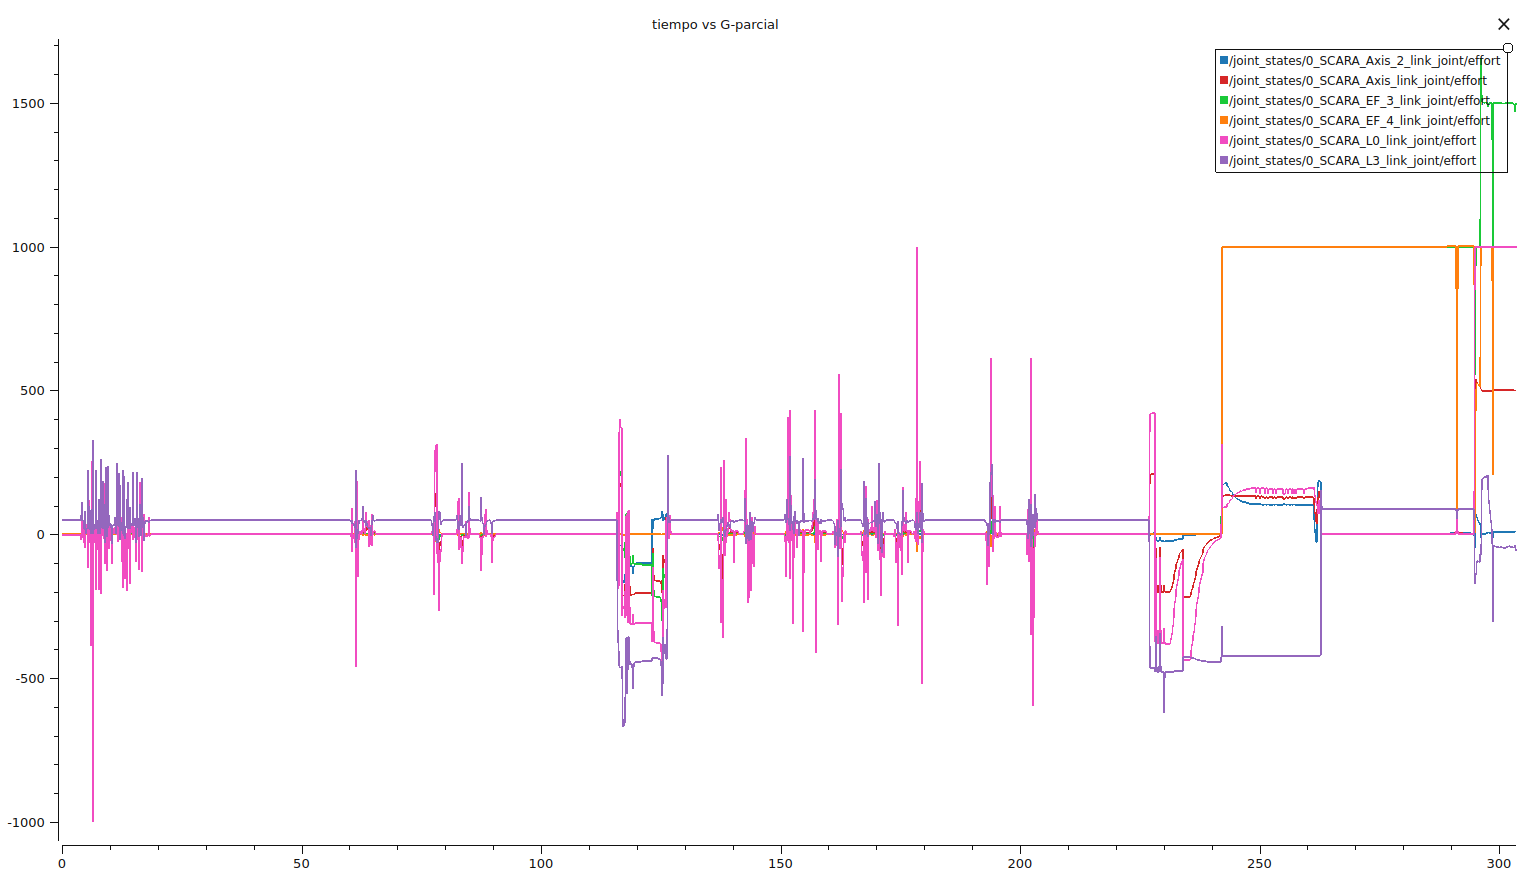 tiempo vs G-parcial
/joint_states/0_SCARA_Axis_2_link_joint/effort
/joint_states/0_SCARA_Axis_link_joint/effort
/joint_states/0_SCARA_EF_3_link_joint/effort
/joint_states/0_SCARA_EF_4_link_joint/effort
/joint_states/0_SCARA_L0_link_joint/effort
/joint_states/0_SCARA_L3_link_joint/effort
1500
1000
500
0
-500
-1000
0 50 100 150 200 250 300